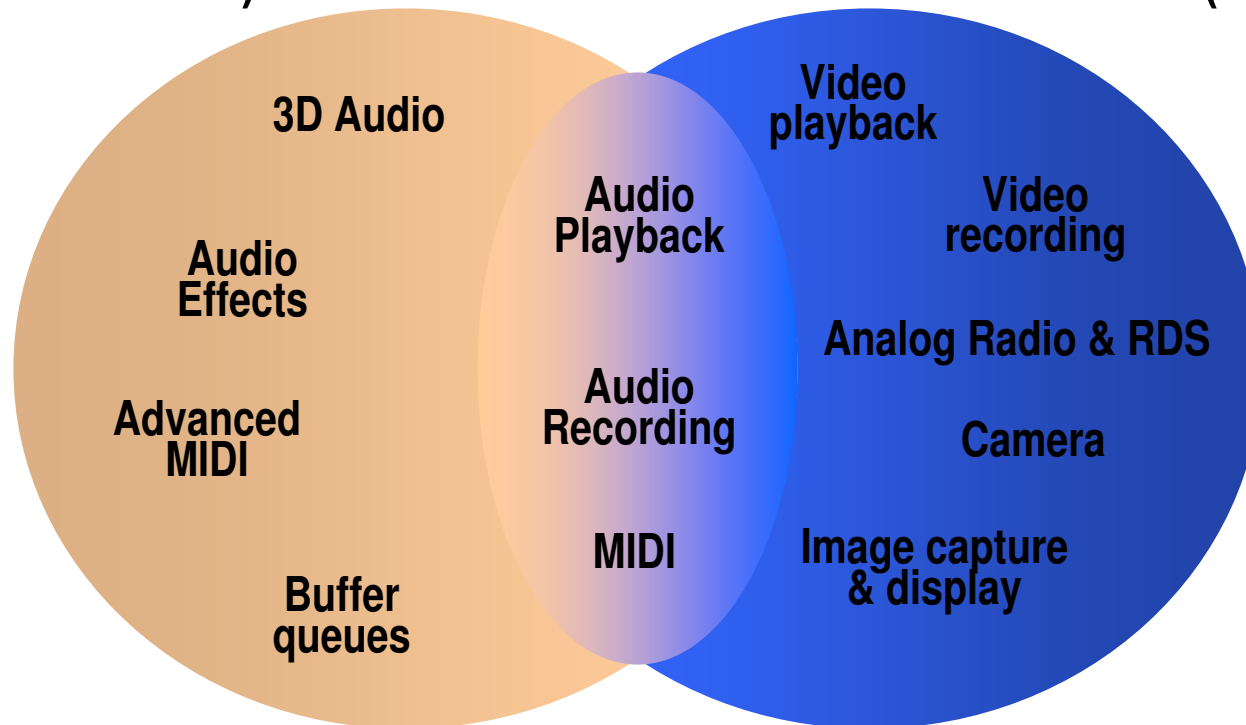 3D Audio
Audio
Effects
Advanced
MIDI
Buffer
queues
Audio
Playback
Audio
Recording
MIDI
Video
playback
Video
recording
Analog Radio & RDS
Camera
Image capture
& display